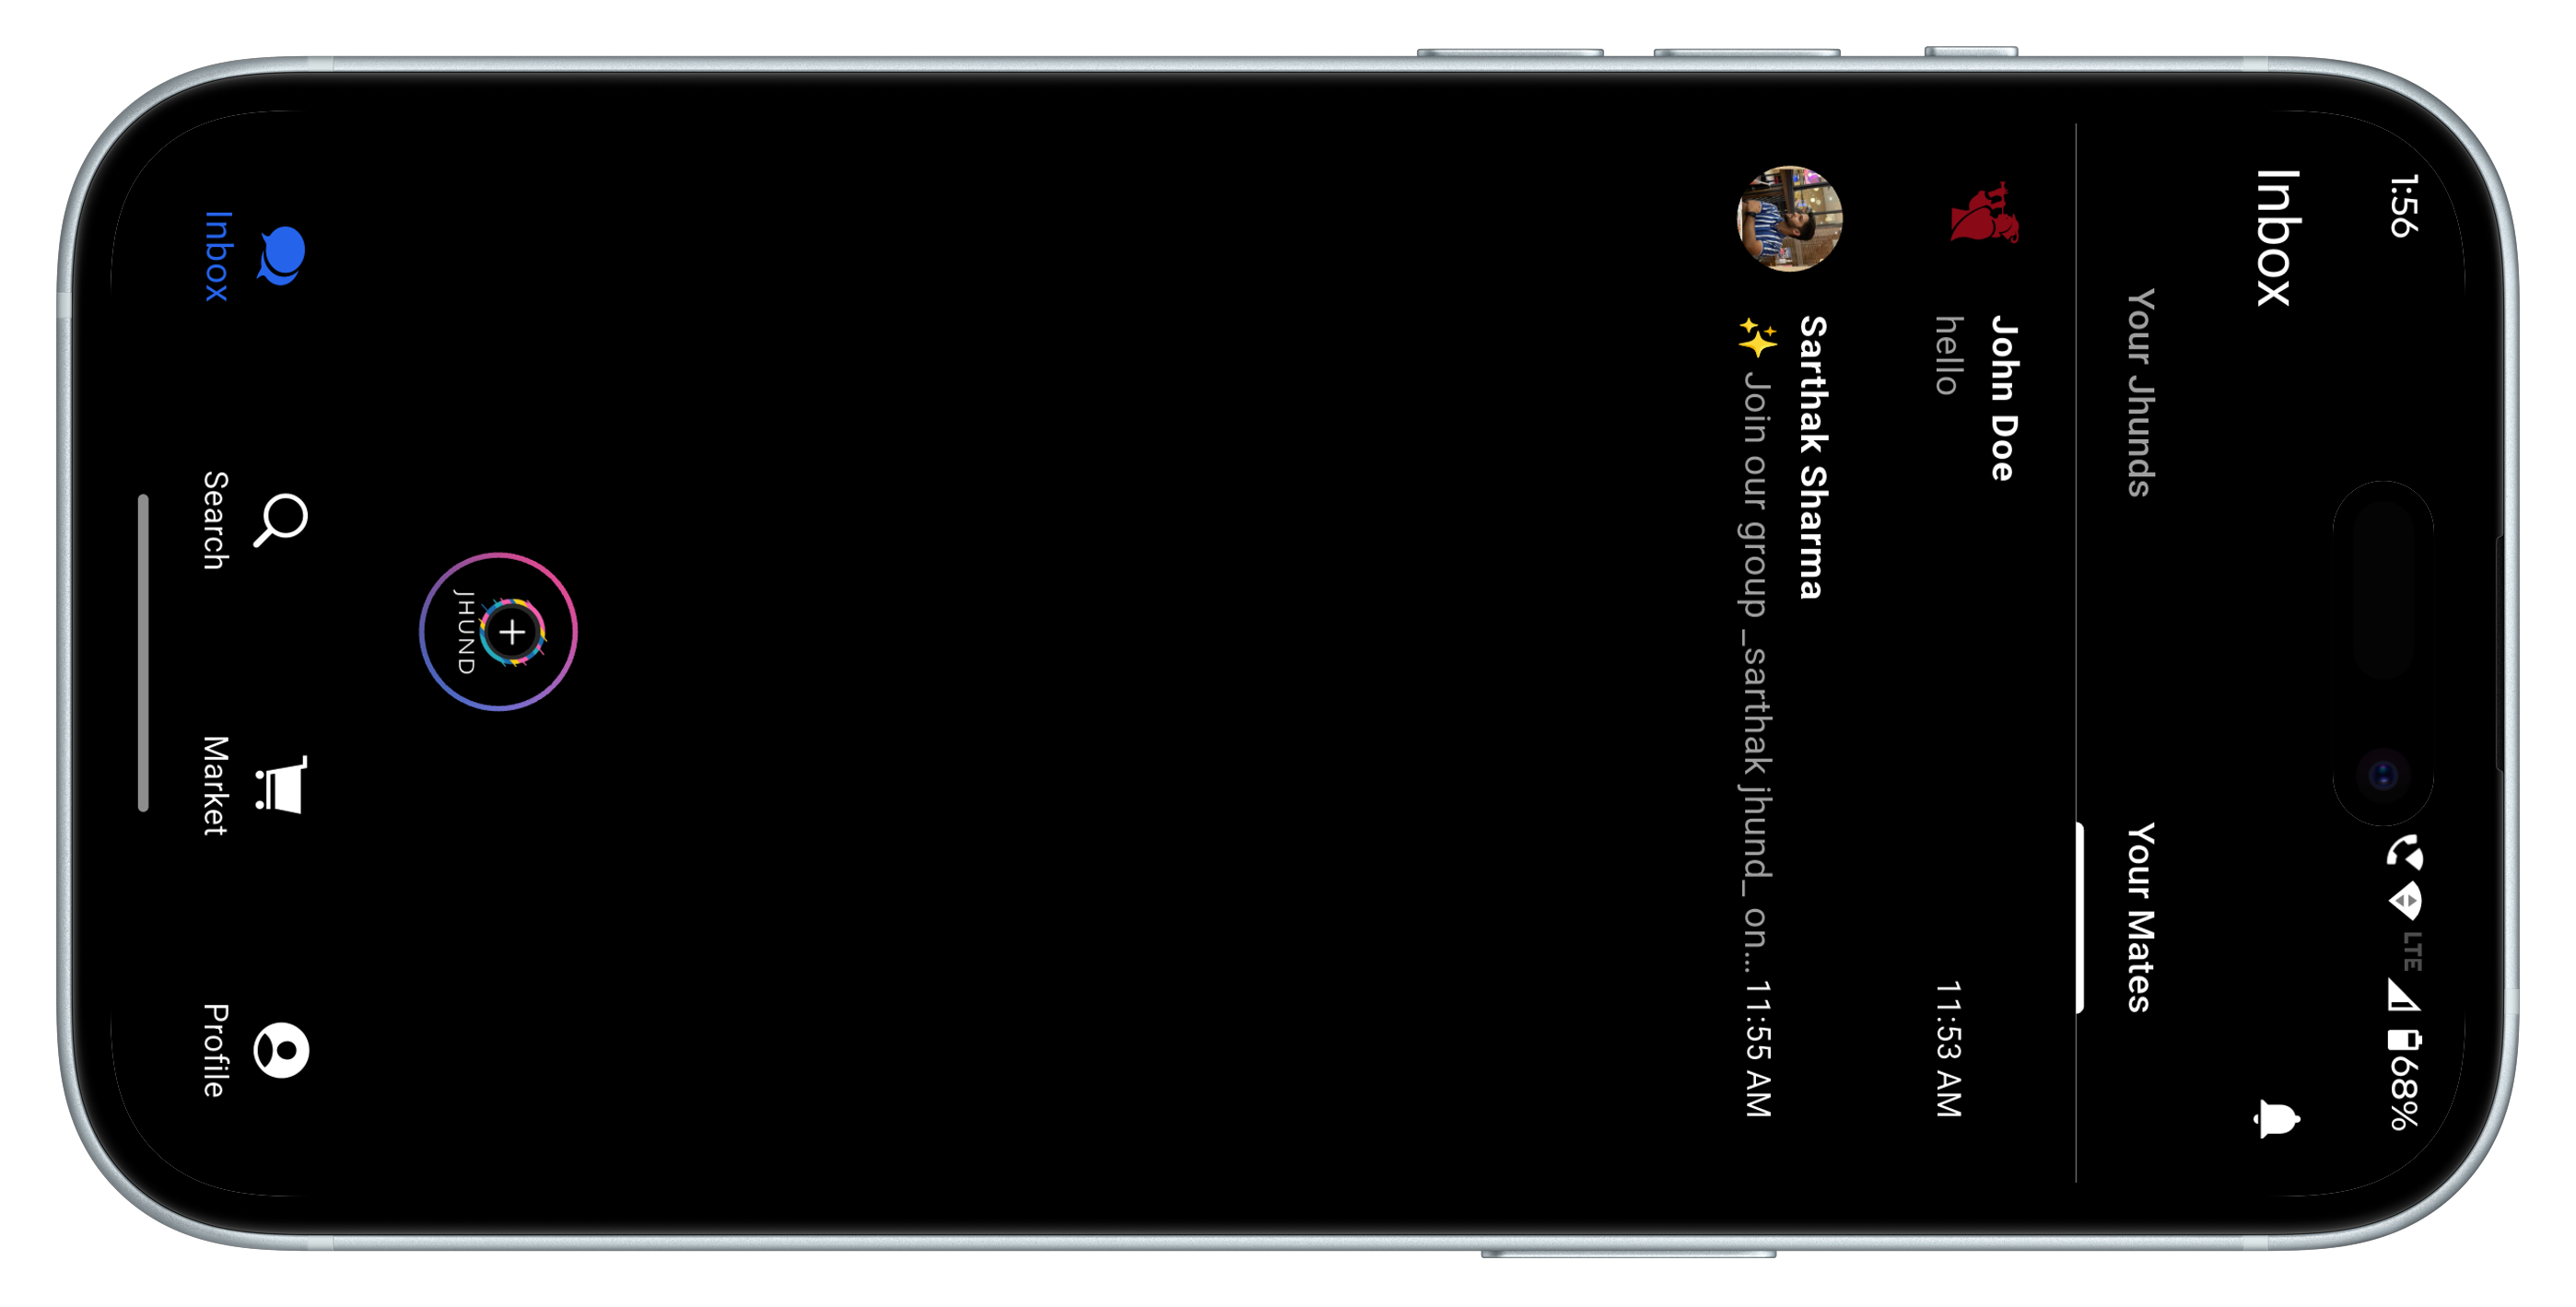 1:56 LTE 68%
Inbox
Your Jhunds Your Mates
John Doe
hello 11:53 AM
Sarthak Sharma
✨ Join our group _sarthak jhund_ on... 11:55 AM
JHUND
Inbox Search Market Profile